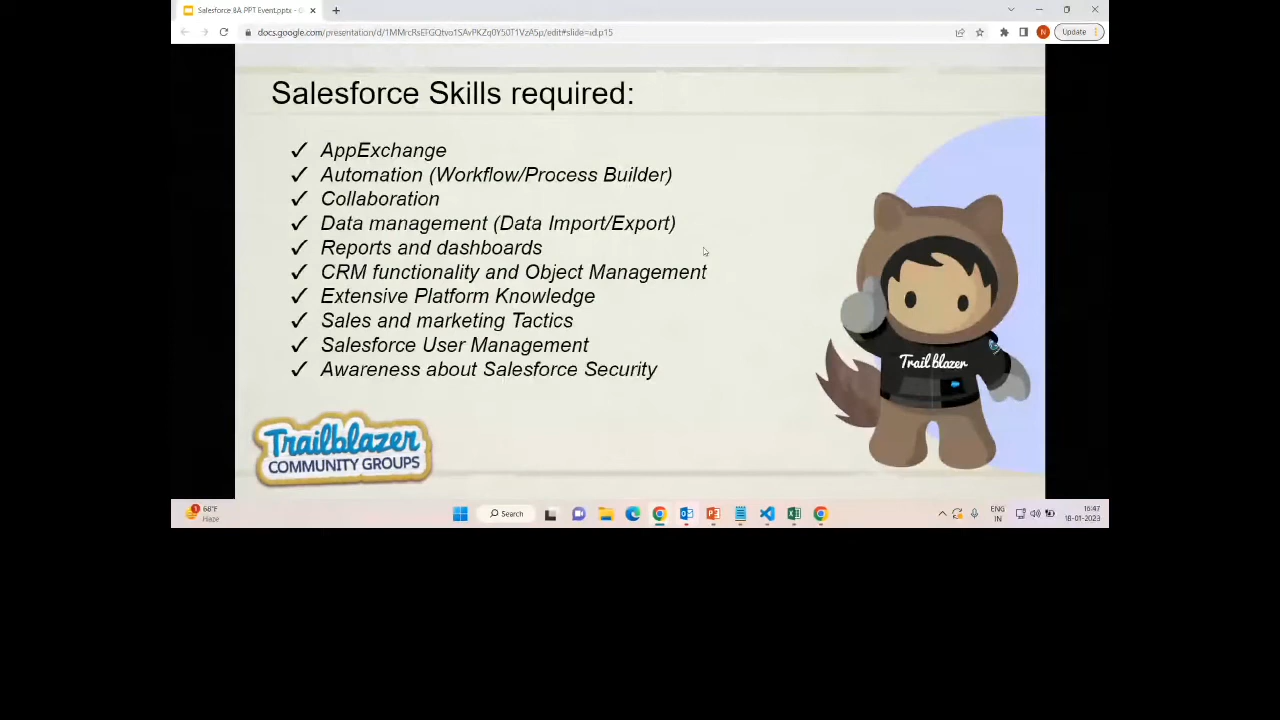 Salesforce BA PPT Event.pptx - G
docs.google.com/presentation/d/
/edit#slide=id.p15
N
Update
Salesforce Skills required:
✓ AppExchange
✓ Automation (Workflow/Process Builder)
✓ Collaboration
✓ Data management (Data Import/Export)
✓ Reports and dashboards
✓ CRM functionality and Object Management
✓ Extensive Platform Knowledge
✓ Sales and marketing Tactics
✓ Salesforce User Management
✓ Awareness about Salesforce Security
Trailblazer
Trailblazer
COMMUNITY GROUPS
1
68°F
Haze
Search
ENG
IN
16:47
18-01-2023